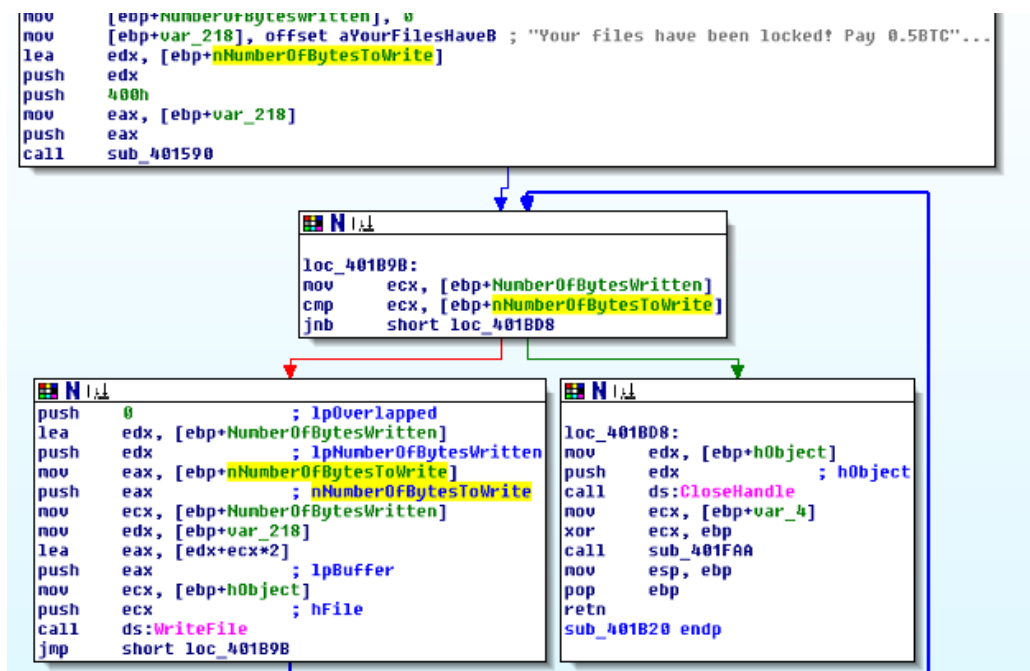 mov [ebp+NumberOfBytesWritten], 0
mov [ebp+var_218], offset aYourFilesHaveB ; "Your files have been locked! Pay 0.5BTC"...
lea edx, [ebp+nNumberOfBytesToWrite]
push edx
push 400h
mov eax, [ebp+var_218]
push eax
call sub_401590
N
loc_401B9B:
mov ecx, [ebp+NumberOfBytesWritten]
cmp ecx, [ebp+nNumberOfBytesToWrite]
jnb short loc_401BD8
N
push 0 ; lpOverlapped
lea edx, [ebp+NumberOfBytesWritten]
push edx ; lpNumberOfBytesWritten
mov eax, [ebp+nNumberOfBytesToWrite]
push eax ; nNumberOfBytesToWrite
mov ecx, [ebp+NumberOfBytesWritten]
mov edx, [ebp+var_218]
lea eax, [edx+ecx*2]
push eax ; lpBuffer
mov ecx, [ebp+hObject]
push ecx ; hFile
call ds:WriteFile
jmp short loc_401B9B
N
loc_401BD8:
mov edx, [ebp+hObject]
push edx ; hObject
call ds:CloseHandle
mov ecx, [ebp+var_4]
xor ecx, ebp
call sub_401FAA
mov esp, ebp
pop ebp
retn
sub_401B20 endp